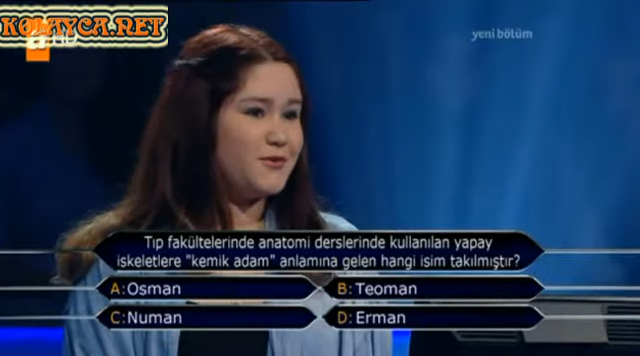 KOLAYCA.NET
a
yeni bölüm
Tıp fakültelerinde anatomi derslerinde kullanılan yapay
iskeletlere "kemik adam" anlamına gelen hangi isim takılmıştır?
A:Osman
B:Teoman
C:Numan
D:Erman